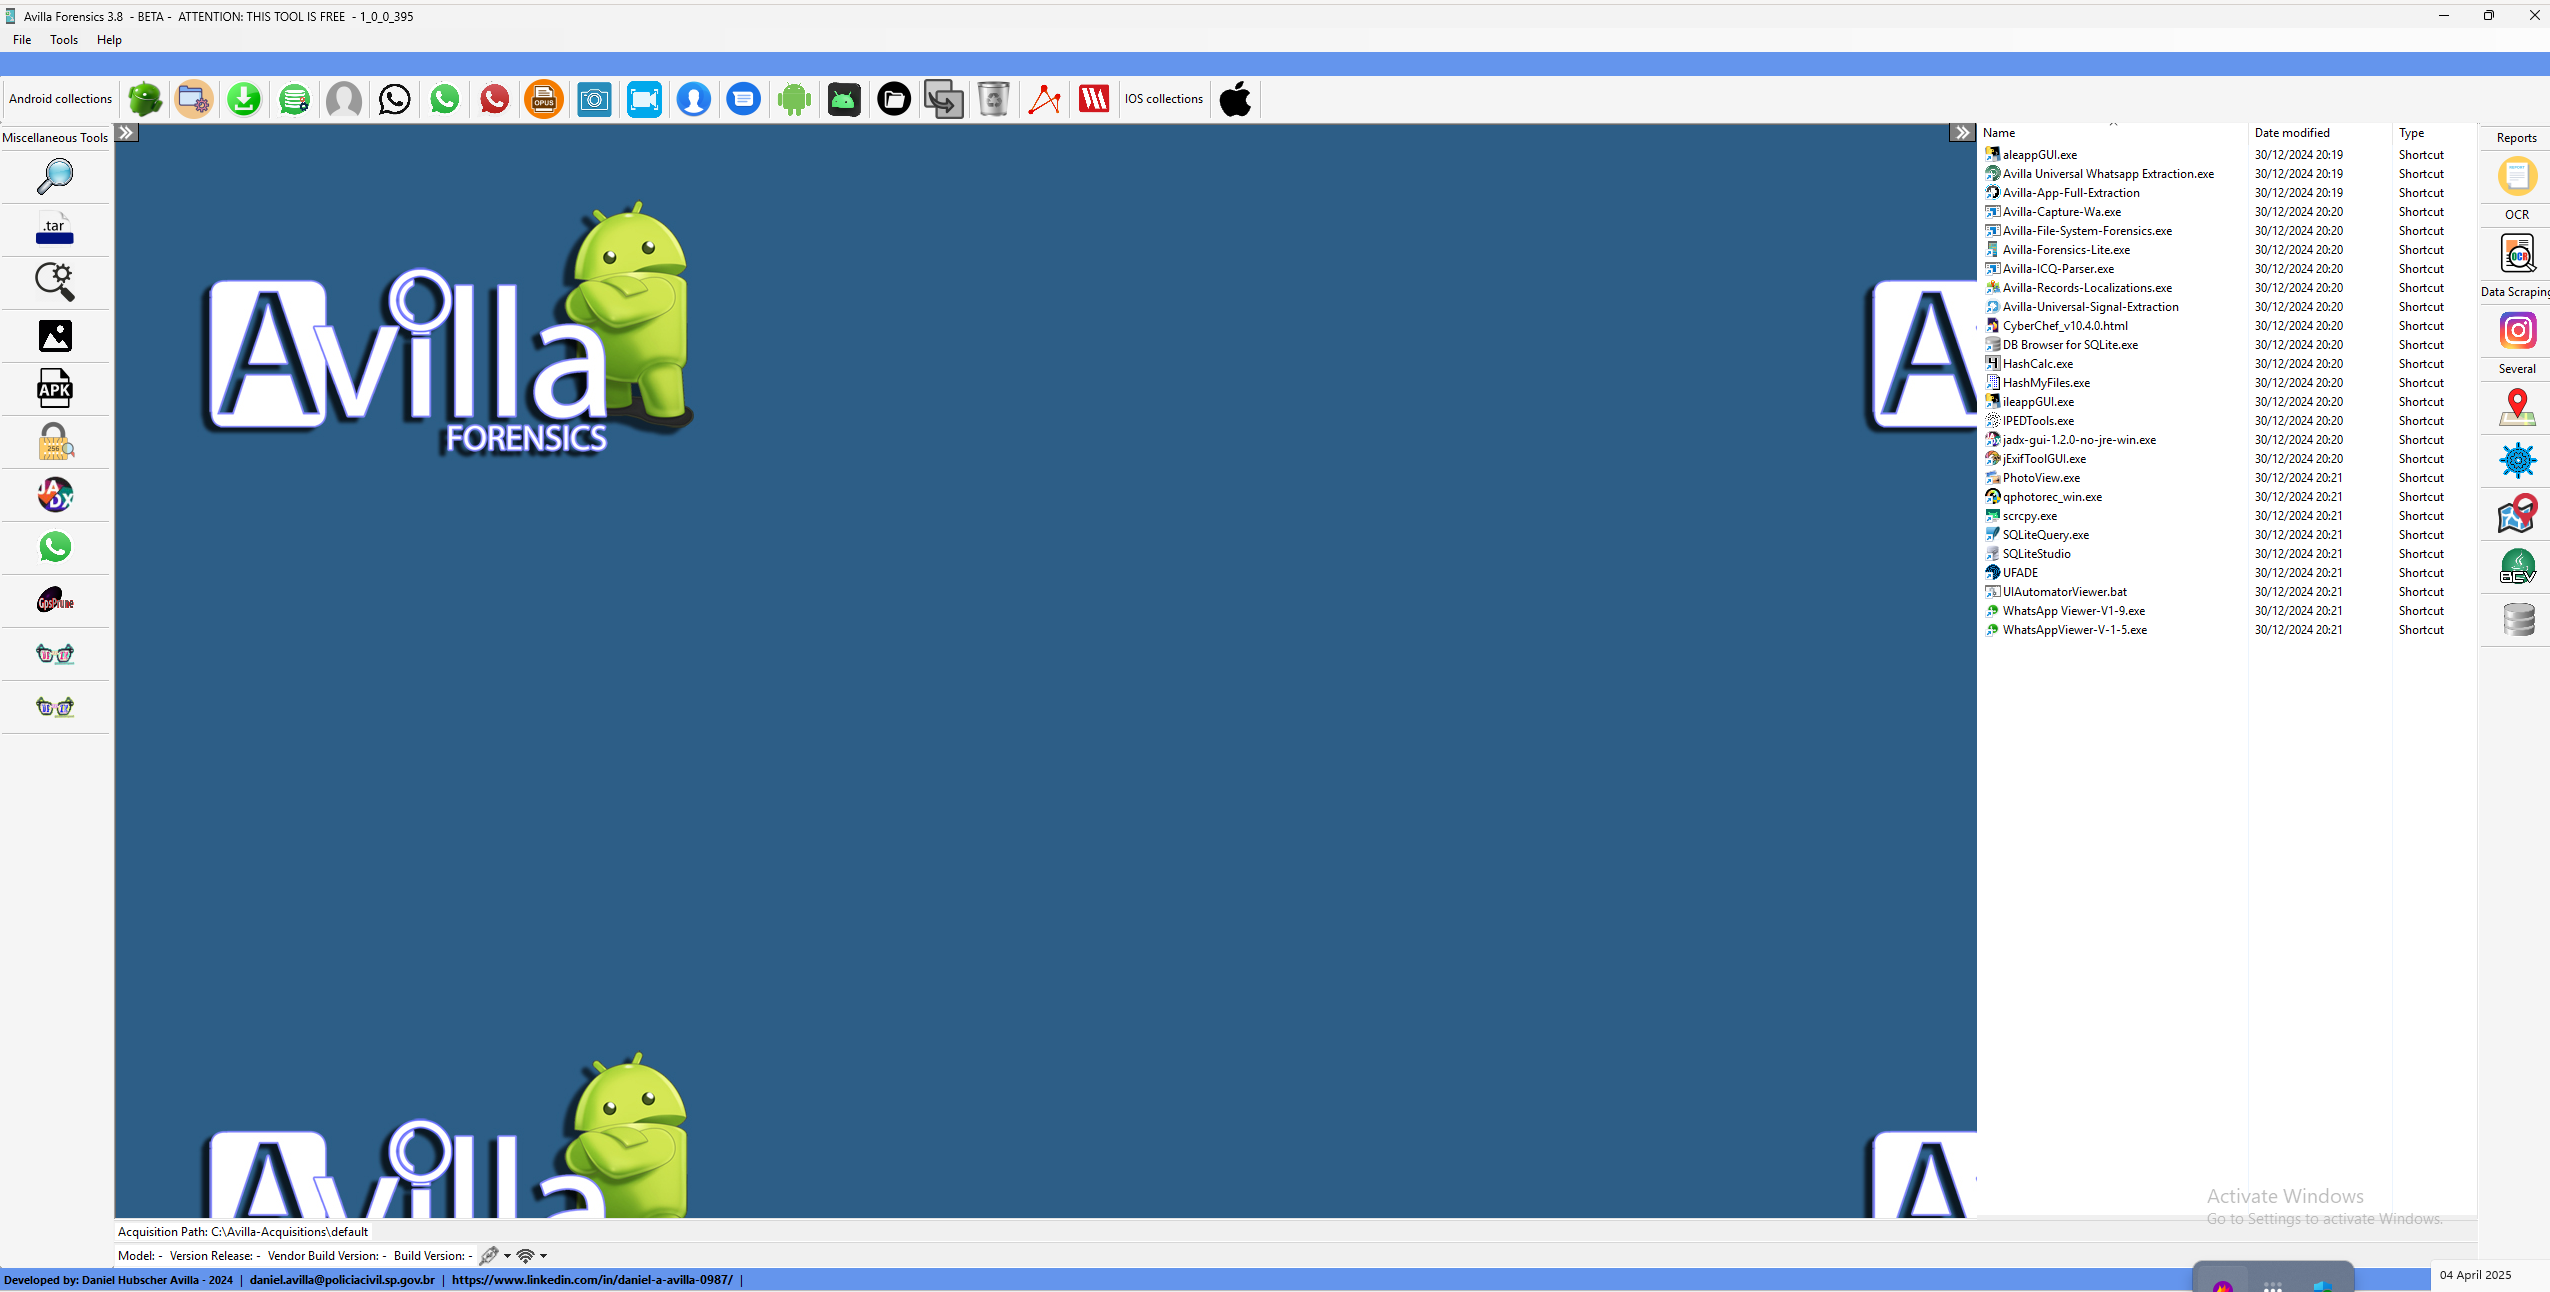 Avilla Forensics 3.8 - BETA - ATTENTION: THIS TOOL IS FREE - 1_0_0_395
File Tools Help
Android collections
OPUS
IOS collections
Miscellaneous Tools
.tar
APK
256
JADX
GpsPrune
Avilla
FORENSICS
A
Avilla
A
Name Date modified Type
aleappGUI.exe 30/12/2024 20:19 Shortcut
Avilla Universal Whatsapp Extraction.exe 30/12/2024 20:19 Shortcut
Avilla-App-Full-Extraction 30/12/2024 20:19 Shortcut
Avilla-Capture-Wa.exe 30/12/2024 20:20 Shortcut
Avilla-File-System-Forensics.exe 30/12/2024 20:20 Shortcut
Avilla-Forensics-Lite.exe 30/12/2024 20:20 Shortcut
Avilla-ICQ-Parser.exe 30/12/2024 20:20 Shortcut
Avilla-Records-Localizations.exe 30/12/2024 20:20 Shortcut
Avilla-Universal-Signal-Extraction 30/12/2024 20:20 Shortcut
CyberChef_v10.4.0.html 30/12/2024 20:20 Shortcut
DB Browser for SQLite.exe 30/12/2024 20:20 Shortcut
HashCalc.exe 30/12/2024 20:20 Shortcut
HashMyFiles.exe 30/12/2024 20:20 Shortcut
ileappGUI.exe 30/12/2024 20:20 Shortcut
IPEDTools.exe 30/12/2024 20:20 Shortcut
jadx-gui-1.2.0-no-jre-win.exe 30/12/2024 20:20 Shortcut
jExifToolGUI.exe 30/12/2024 20:20 Shortcut
PhotoView.exe 30/12/2024 20:21 Shortcut
qphotorec_win.exe 30/12/2024 20:21 Shortcut
scrcpy.exe 30/12/2024 20:21 Shortcut
SQLiteQuery.exe 30/12/2024 20:21 Shortcut
SQLiteStudio 30/12/2024 20:21 Shortcut
UFADE 30/12/2024 20:21 Shortcut
UIAutomatorViewer.bat 30/12/2024 20:21 Shortcut
WhatsApp Viewer-V1-9.exe 30/12/2024 20:21 Shortcut
WhatsAppViewer-V-1-5.exe 30/12/2024 20:21 Shortcut
Reports
REPORT
OCR
OCR
Data Scraping
Several
BCV
Activate Windows
Go to Settings to activate Windows.
Acquisition Path: C:\Avilla-Acquisitions\default
Model: - Version Release: - Vendor Build Version: - Build Version: -
Developed by: Daniel Hubscher Avilla - 2024 | daniel.avilla@policiacivil.sp.gov.br | https://www.linkedin.com/in/daniel-a-avilla-0987/ |
04 April 2025